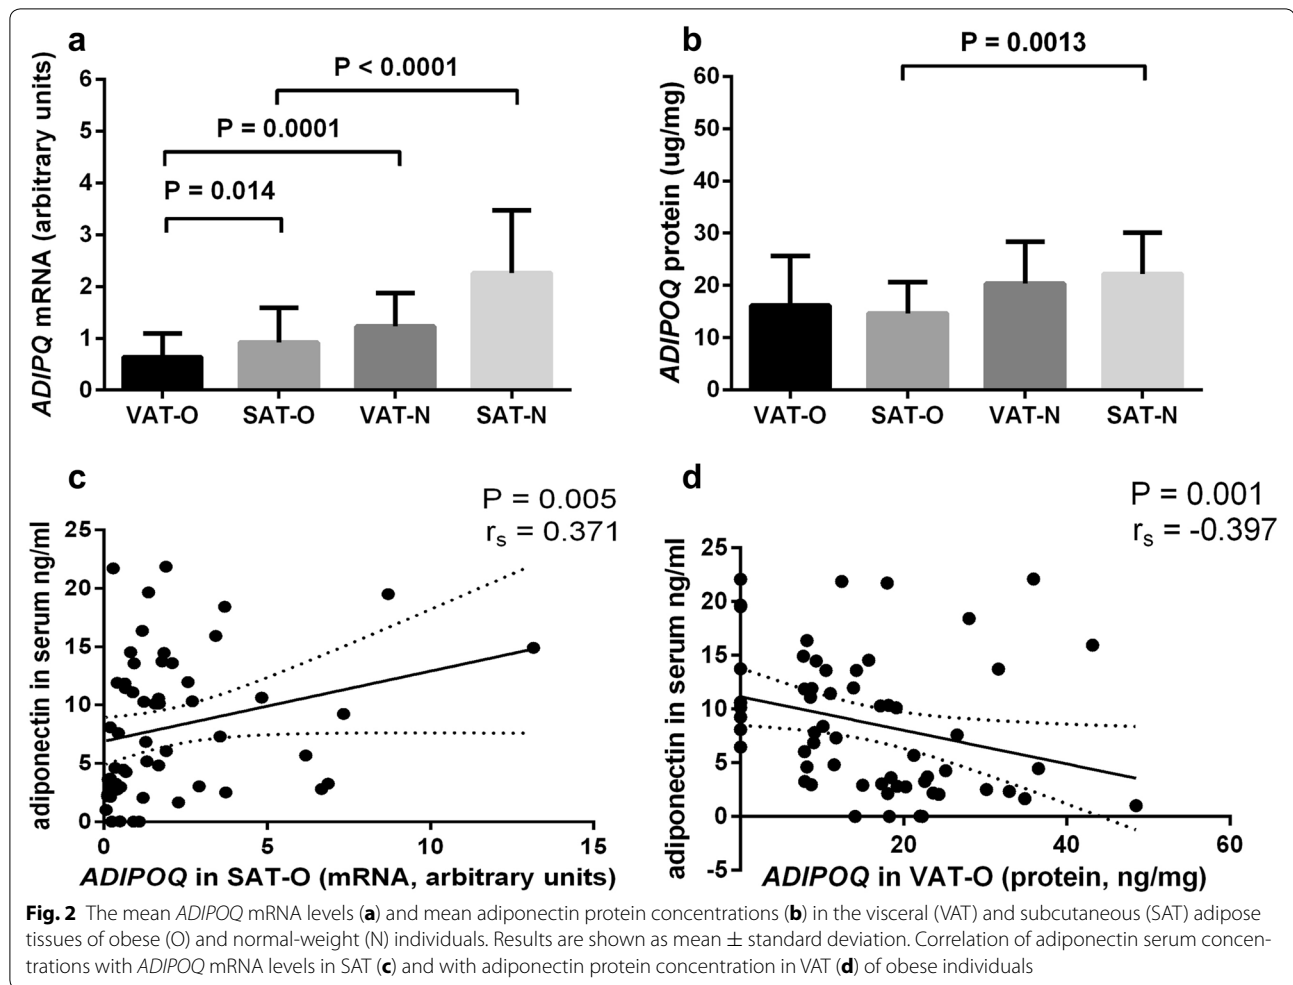 a
P < 0.0001
P = 0.0001
P = 0.014
ADIPQ mRNA (arbitrary units)
6
5
4
3
2
1
0
VAT-O SAT-O VAT-N SAT-N
b
P = 0.0013
ADIPOQ protein (ug/mg)
60
50
40
30
20
10
0
VAT-O SAT-O VAT-N SAT-N
c
P = 0.005
rs = 0.371
adiponectin in serum ng/ml
25
20
15
10
5
0
0 5 10 15
ADIPOQ in SAT-O (mRNA, arbitrary units)
d
P = 0.001
rs = -0.397
adiponectin in serum ng/ml
25
20
15
10
5
0
-5
20 40 60
ADIPOQ in VAT-O (protein, ng/mg)
Fig. 2 The mean ADIPOQ mRNA levels (a) and mean adiponectin protein concentrations (b) in the visceral (VAT) and subcutaneous (SAT) adipose
tissues of obese (O) and normal-weight (N) individuals. Results are shown as mean ± standard deviation. Correlation of adiponectin serum concen-
trations with ADIPOQ mRNA levels in SAT (c) and with adiponectin protein concentration in VAT (d) of obese individuals